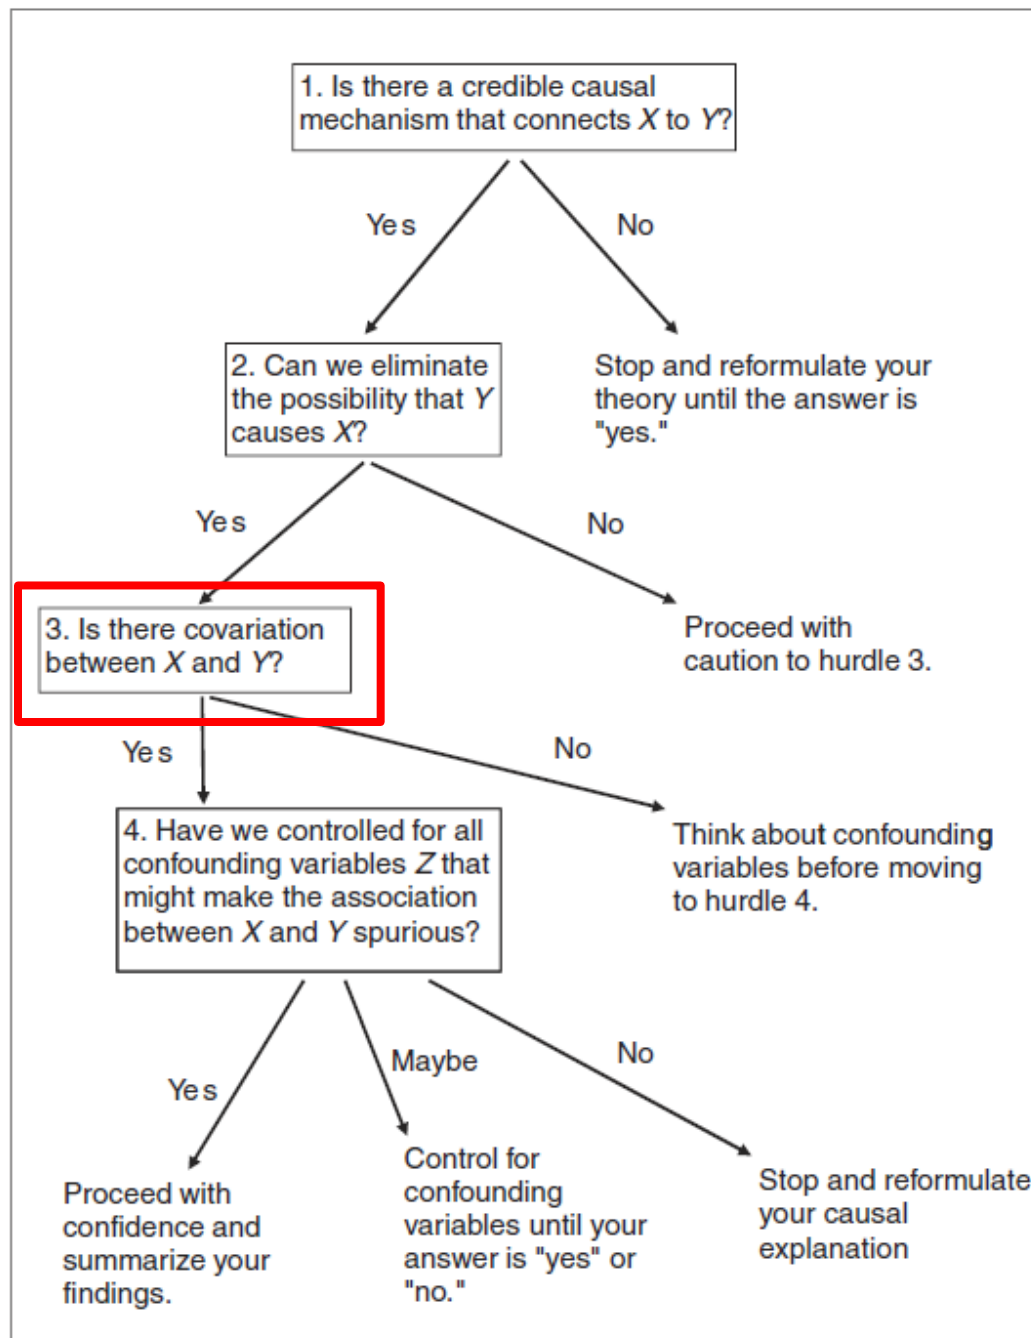 1. Is there a credible causal
mechanism that connects X to Y?
Yes
No
2. Can we eliminate
the possibility that Y
causes X?
Stop and reformulate your
theory until the answer is
"yes."
Yes
No
3. Is there covariation
between X and Y?
Proceed with
caution to hurdle 3.
Yes
No
4. Have we controlled for all
confounding variables Z that
might make the association
between X and Y spurious?
Think about confounding
variables before moving
to hurdle 4.
Yes
Maybe
No
Proceed with
confidence and
summarize your
findings.
Control for
confounding
variables until your
answer is "yes" or
"no."
Stop and reformulate
your causal
explanation